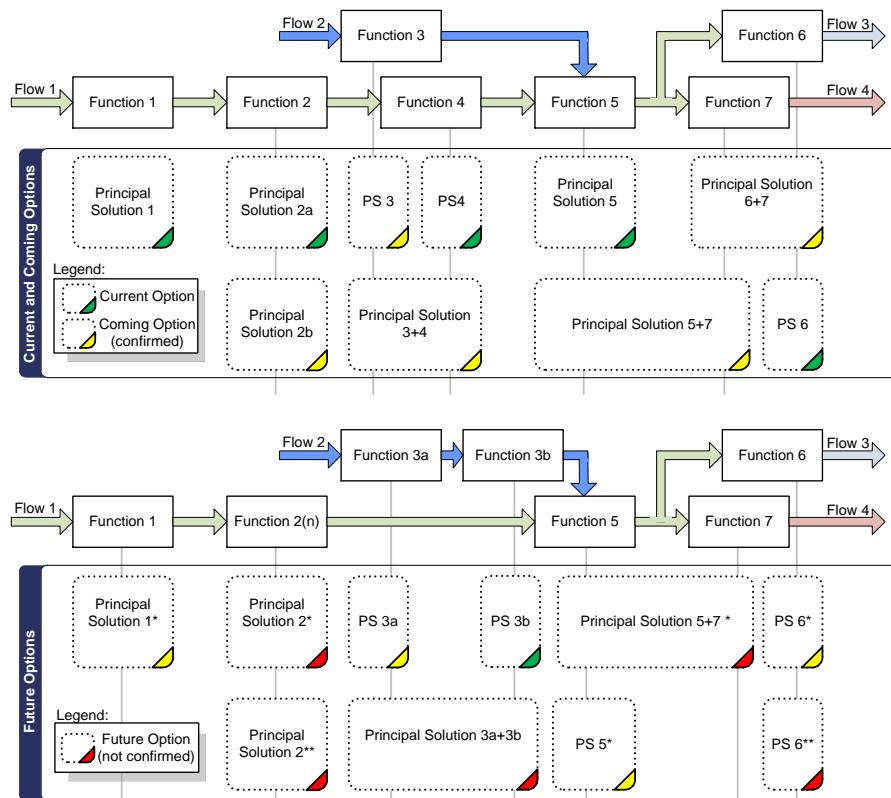 Flow 2
Function 3
Function 6
Flow 3
Flow 1
Function 1
Function 2
Function 4
Function 5
Function 7
Flow 4
Current and Coming Options
Principal
Solution 1
Principal
Solution 2a
PS 3
PS4
Principal
Solution 5
Principal Solution
6+7
Legend:
Current Option
Coming Option
(confirmed)
Principal
Solution 2b
Principal Solution
3+4
Principal Solution 5+7
PS 6
Flow 2
Function 3a
Function 3b
Function 6
Flow 3
Flow 1
Function 1
Function 2(n)
Function 5
Function 7
Flow 4
Future Options
Principal
Solution 1*
Principal
Solution 2*
PS 3a
PS 3b
Principal Solution 5+7 *
PS 6*
Legend:
Future Option
(not confirmed)
Principal
Solution 2**
Principal Solution 3a+3b
PS 5*
PS 6**